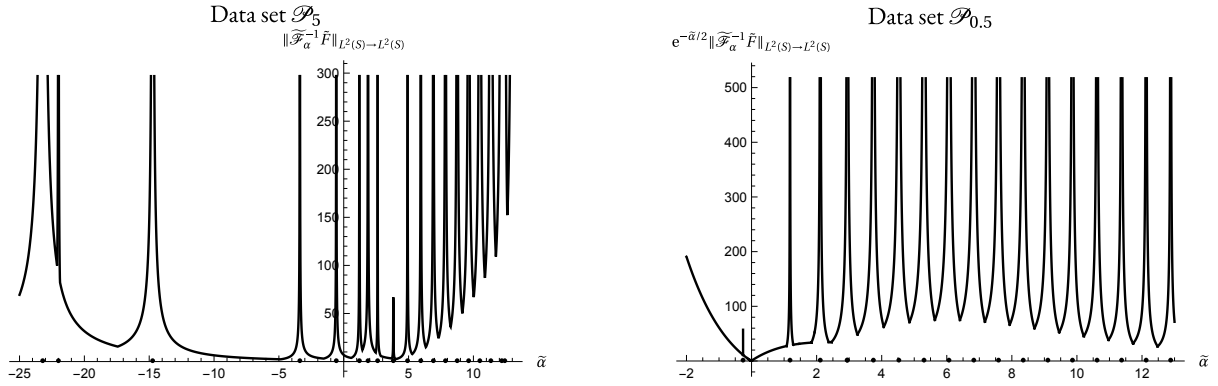 Data set 𝒫₅
‖ℱ̃_α⁻¹F̃‖_{L²(S)→L²(S)}
300
250
200
150
100
50
−25 −20 −15 −10 −5 5 10 α̃
Data set 𝒫₀.₅
e^{−α̃/2}‖ℱ̃_α⁻¹F̃‖_{L²(S)→L²(S)}
500
400
300
200
100
−2 2 4 6 8 10 12 α̃